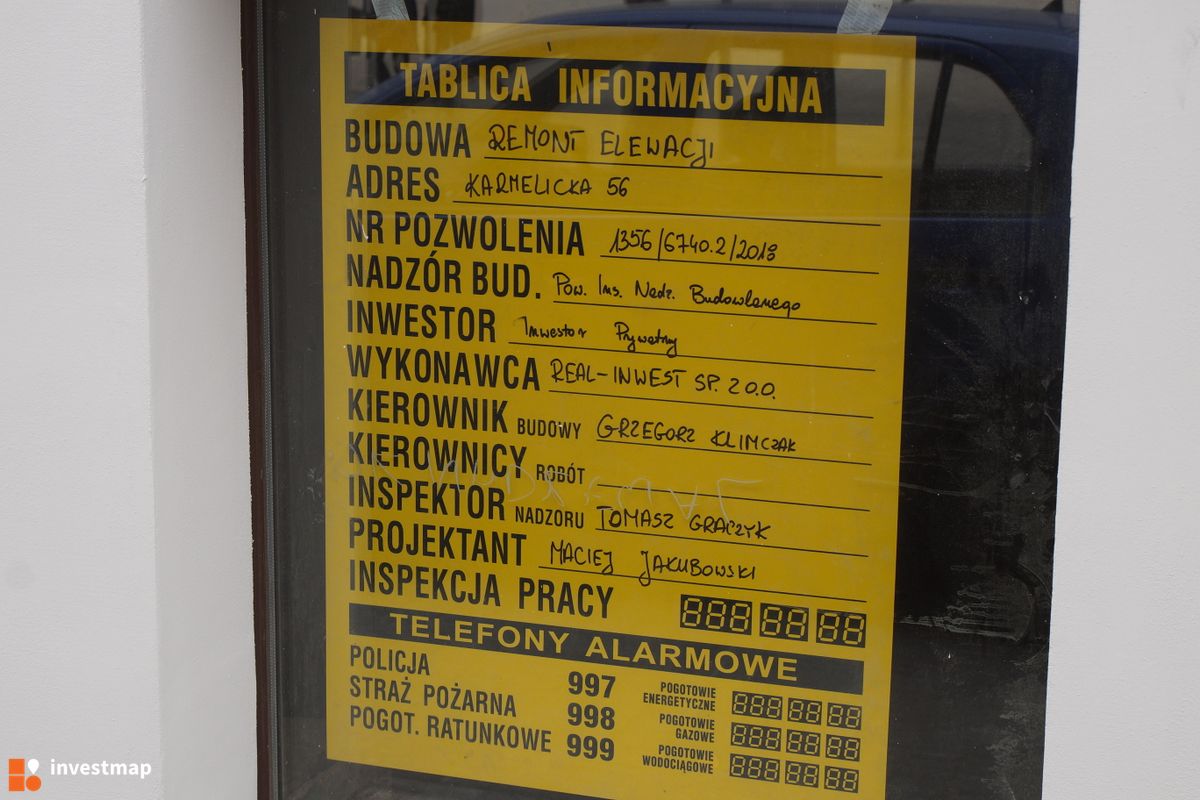 TABLICA INFORMACYJNA
BUDOWA REMONT ELEWACJI
ADRES KARMELICKA 56
NR POZWOLENIA 1356/6740.2/2018
NADZÓR BUD. Pow. Ins. Nadz. Budowlanego
INWESTOR Inwestor Prywatny
WYKONAWCA REAL-INWEST SP. Z O.O.
KIEROWNIK BUDOWY GRZEGORZ KLIMCZAK
KIEROWNICY ROBÓT
INSPEKTOR NADZORU TOMASZ GRACZYK
PROJEKTANT MACIEJ JAKUBOWSKI
INSPEKCJA PRACY 888 88 88
TELEFONY ALARMOWE
POLICJA 997 POGOTOWIE ENERGETYCZNE 888 88 88
STRAŻ POŻARNA 998 POGOTOWIE GAZOWE 888 88 88
POGOT. RATUNKOWE 999 POGOTOWIE WODOCIĄGOWE 888 88 88
investmap